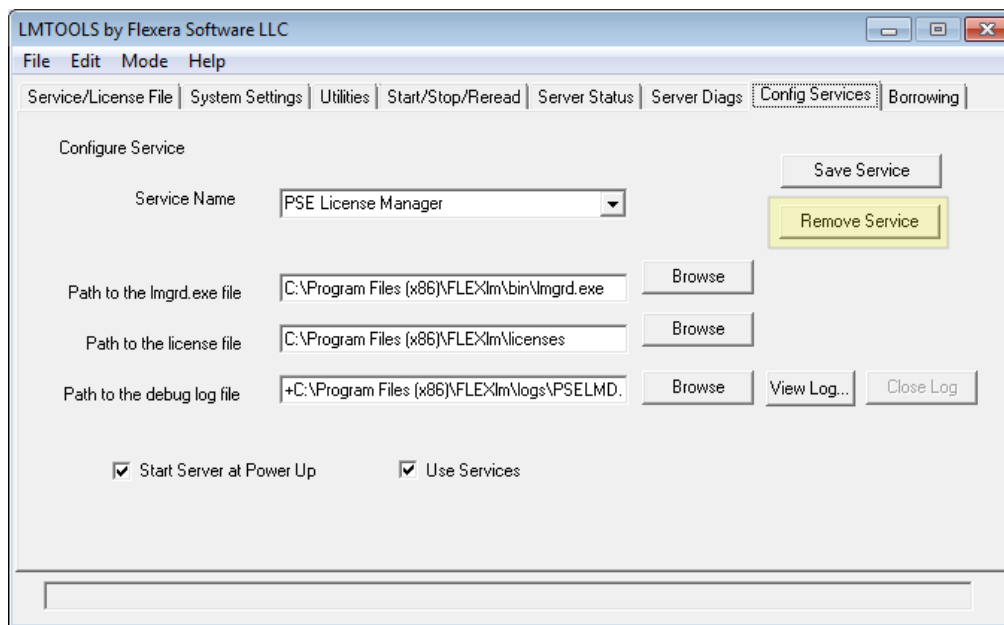 LMTOOLS by Flexera Software LLC
File Edit Mode Help
Service/License File System Settings Utilities Start/Stop/Reread Server Status Server Diags Config Services Borrowing
Configure Service
Save Service
Service Name PSE License Manager
Remove Service
Path to the lmgrd.exe file C:\Program Files (x86)\FLEXlm\bin\lmgrd.exe Browse
Path to the license file C:\Program Files (x86)\FLEXlm\licenses Browse
Path to the debug log file +C:\Program Files (x86)\FLEXlm\logs\PSELMD. Browse View Log... Close Log
Start Server at Power Up Use Services